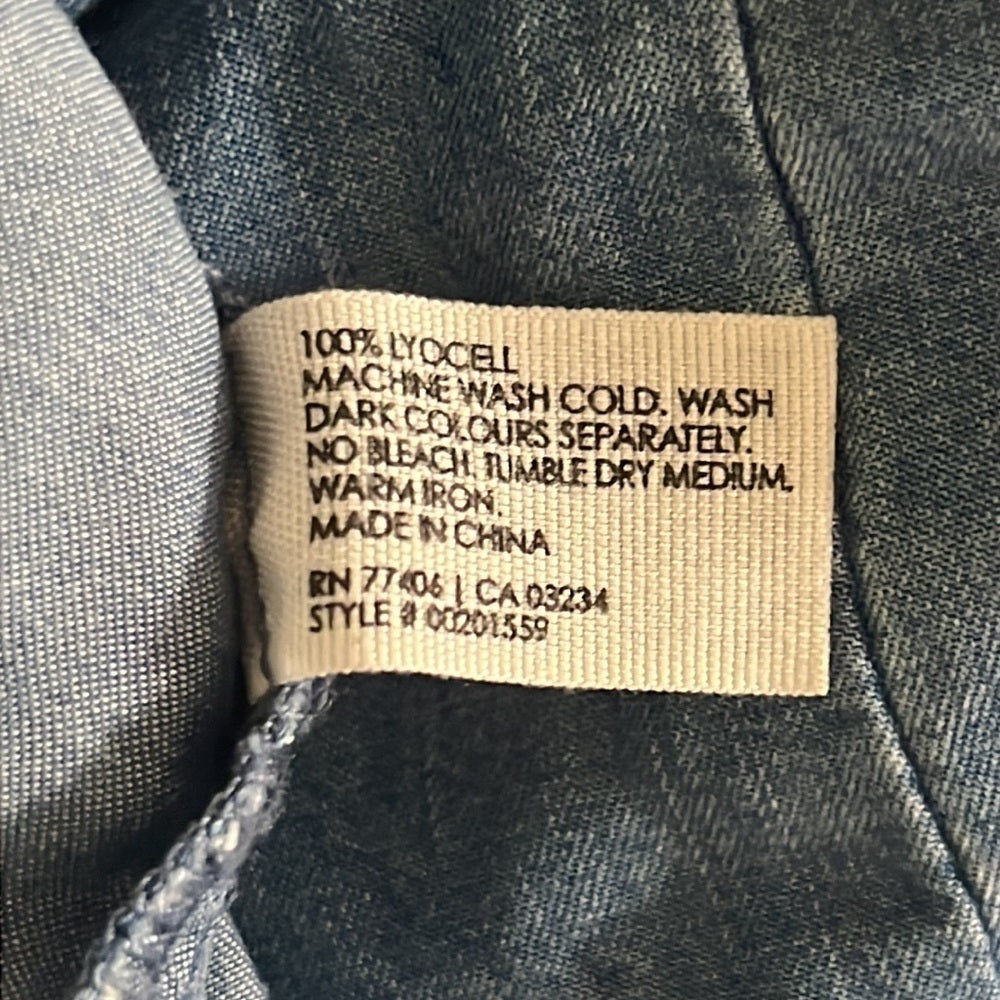 100% LYOCELL
MACHINE WASH COLD. WASH
DARK COLOURS SEPARATELY.
NO BLEACH. TUMBLE DRY MEDIUM.
WARM IRON.
MADE IN CHINA
RN 77406 | CA 03234
STYLE # 00201559